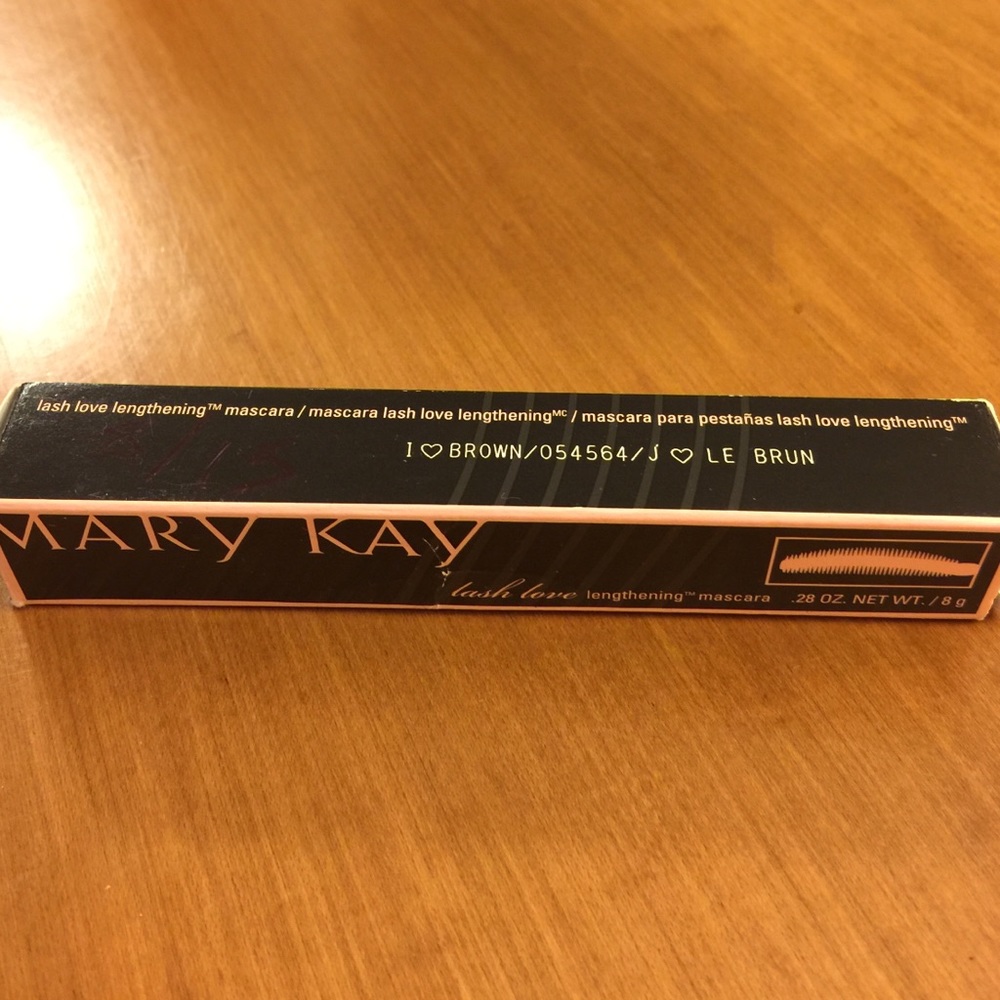 lash love lengthening™ mascara / mascara lash love lengtheningᴹᶜ / mascara para pestañas lash love lengthening™
I ♡ BROWN/054564/J ♡ LE BRUN
MARY KAY
lash love lengthening™ mascara .28 OZ. NET WT. / 8 g